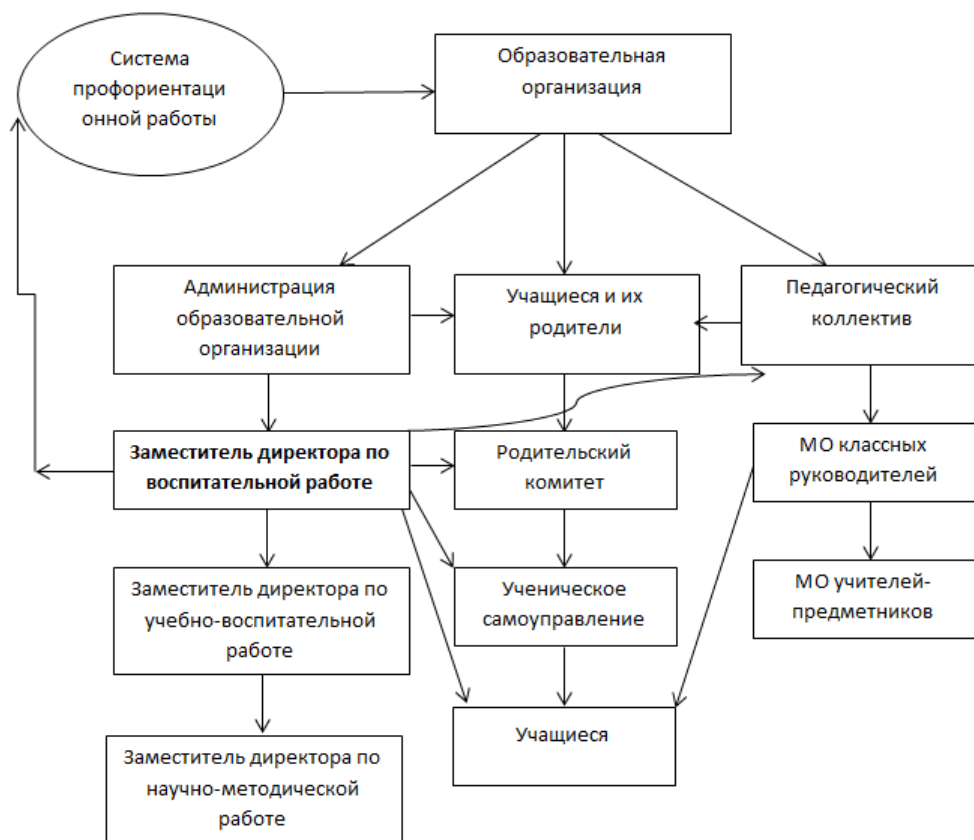 Система
профориентаци
онной работы
Образовательная
организация
Администрация
образовательной
организации
Учащиеся и их
родители
Педагогический
коллектив
Заместитель директора по
воспитательной работе
Родительский
комитет
МО классных
руководителей
Заместитель директора по
учебно-воспитательной
работе
Ученическое
самоуправление
МО учителей-
предметников
Заместитель директора по
научно-методической
работе
Учащиеся